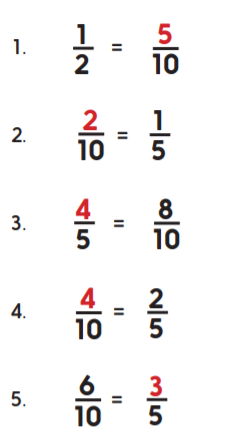 1. 1/2 = 5/10
2. 2/10 = 1/5
3. 4/5 = 8/10
4. 4/10 = 2/5
5. 6/10 = 3/5